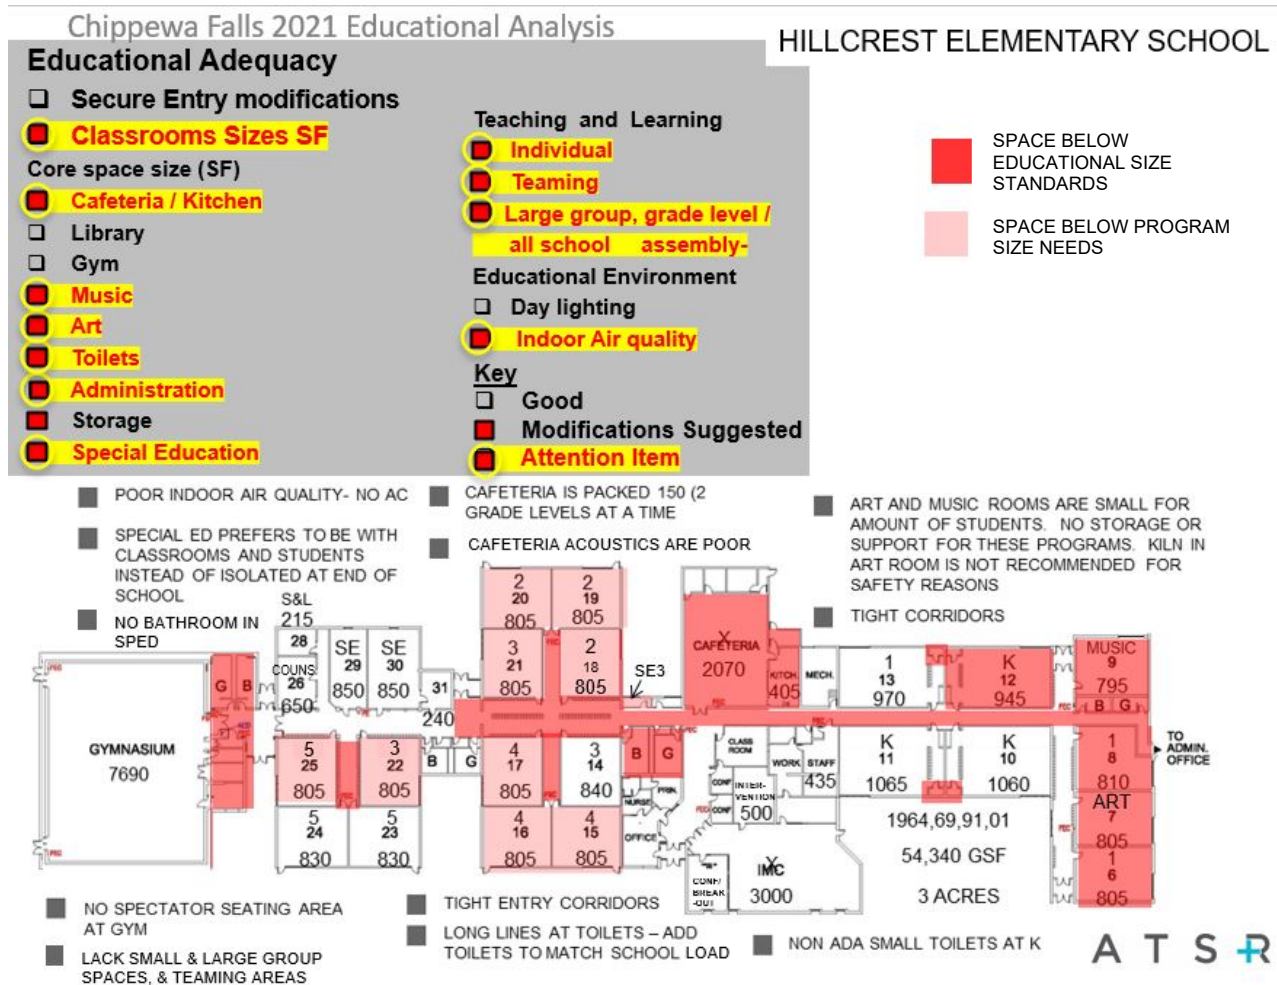 Chippewa Falls 2021 Educational Analysis
HILLCREST ELEMENTARY SCHOOL
Educational Adequacy
Secure Entry modifications
Classrooms Sizes SF
Core space size (SF)
Cafeteria / Kitchen
Library
Gym
Music
Art
Toilets
Administration
Storage
Special Education
Teaching and Learning
Individual
Teaming
Large group, grade level /
all school assembly-
Educational Environment
Day lighting
Indoor Air quality
Key
Good
Modifications Suggested
Attention Item
SPACE BELOW
EDUCATIONAL SIZE
STANDARDS
SPACE BELOW PROGRAM
SIZE NEEDS
POOR INDOOR AIR QUALITY- NO AC
SPECIAL ED PREFERS TO BE WITH
CLASSROOMS AND STUDENTS
INSTEAD OF ISOLATED AT END OF
SCHOOL
NO BATHROOM IN
SPED
CAFETERIA IS PACKED 150 (2
GRADE LEVELS AT A TIME
CAFETERIA ACOUSTICS ARE POOR
ART AND MUSIC ROOMS ARE SMALL FOR
AMOUNT OF STUDENTS. NO STORAGE OR
SUPPORT FOR THESE PROGRAMS. KILN IN
ART ROOM IS NOT RECOMMENDED FOR
SAFETY REASONS
TIGHT CORRIDORS
GYMNASIUM
7690
G B
S&L
215
28
COUNS
26
650
SE
29
850
SE
30
850
31
240
5
25
805
3
22
805
5
24
830
5
23
830
B G
2
20
805
2
19
805
3
21
805
2
18
805
SE3
4
17
805
3
14
840
4
16
805
4
15
805
B G
NURSE
PRIN.
OFFICE
X
CAFETERIA
2070
KITCH.
405
MECH.
CLASS
ROOM
WORK
STAFF
435
CONF
INTER-
VENTION
500
CONF
CONF/
BREAK
-OUT
X
IMC
3000
1
13
970
K
12
945
K
11
1065
K
10
1060
MUSIC
9
795
B G
1
8
810
ART
7
805
1
6
805
TO
ADMIN.
OFFICE
1964,69,91,01
54,340 GSF
3 ACRES
NO SPECTATOR SEATING AREA
AT GYM
LACK SMALL & LARGE GROUP
SPACES, & TEAMING AREAS
TIGHT ENTRY CORRIDORS
LONG LINES AT TOILETS – ADD
TOILETS TO MATCH SCHOOL LOAD
NON ADA SMALL TOILETS AT K
ATSR